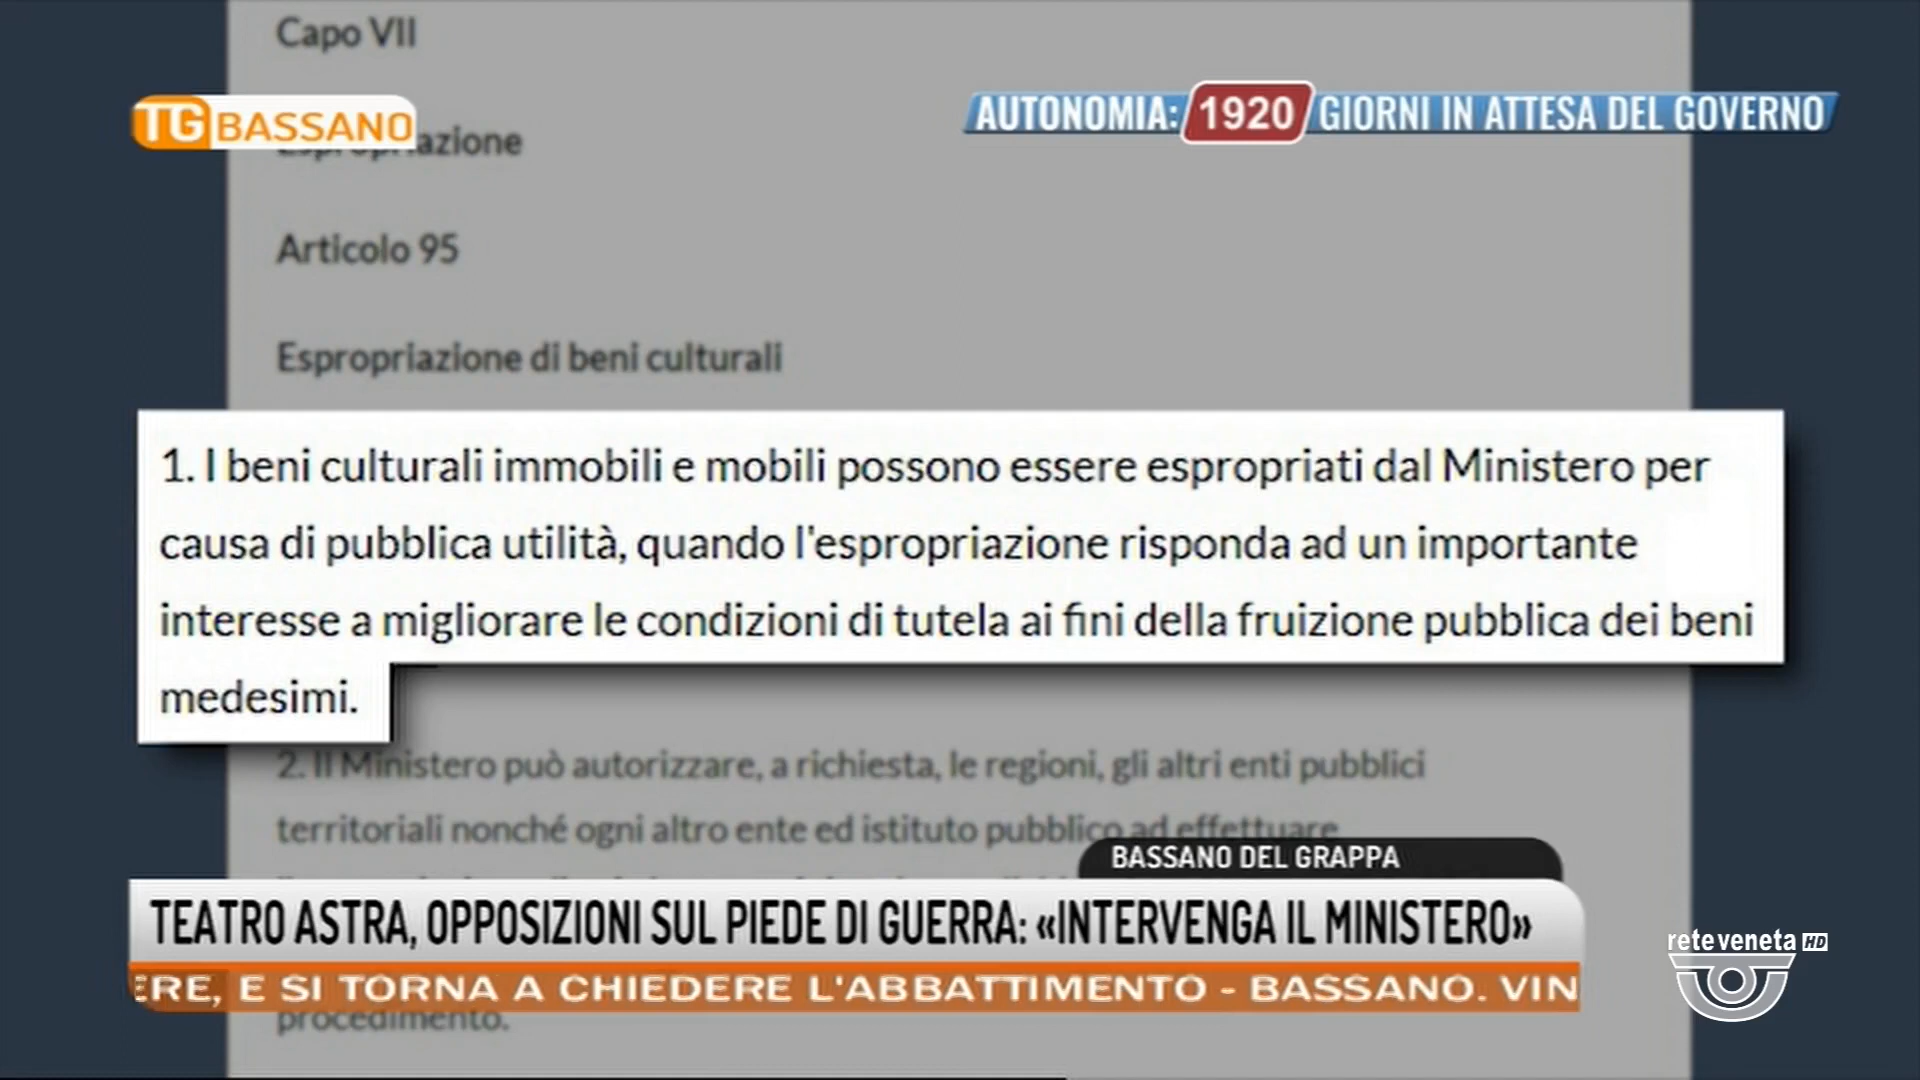 Capo VII
TG BASSANO
AUTONOMIA: 1920 GIORNI IN ATTESA DEL GOVERNO
Articolo 95
Espropriazione di beni culturali
1. I beni culturali immobili e mobili possono essere espropriati dal Ministero per
causa di pubblica utilità, quando l'espropriazione risponda ad un importante
interesse a migliorare le condizioni di tutela ai fini della fruizione pubblica dei beni
medesimi.
2. Il Ministero può autorizzare, a richiesta, le regioni, gli altri enti pubblici
territoriali nonché ogni altro ente ed istituto pubblico ad effettuare
BASSANO DEL GRAPPA
TEATRO ASTRA, OPPOSIZIONI SUL PIEDE DI GUERRA: «INTERVENGA IL MINISTERO»
ERE, E SI TORNA A CHIEDERE L'ABBATTIMENTO - BASSANO. VIN
reteveneta HD
procedimento.